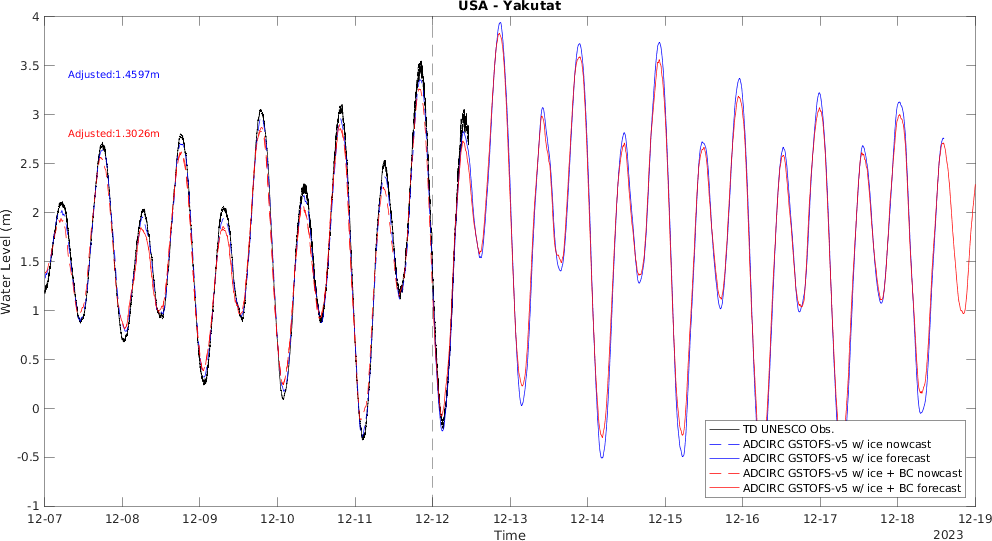 USA - Yakutat
4
3.5
3
2.5
2
1.5
1
0.5
0
-0.5
-1
Water Level (m)
Adjusted:1.4597m
Adjusted:1.3026m
TD UNESCO Obs.
ADCIRC GSTOFS-v5 w/ ice nowcast
ADCIRC GSTOFS-v5 w/ ice forecast
ADCIRC GSTOFS-v5 w/ ice + BC nowcast
ADCIRC GSTOFS-v5 w/ ice + BC forecast
12-07 12-08 12-09 12-10 12-11 12-12 12-13 12-14 12-15 12-16 12-17 12-18 12-19
Time
2023